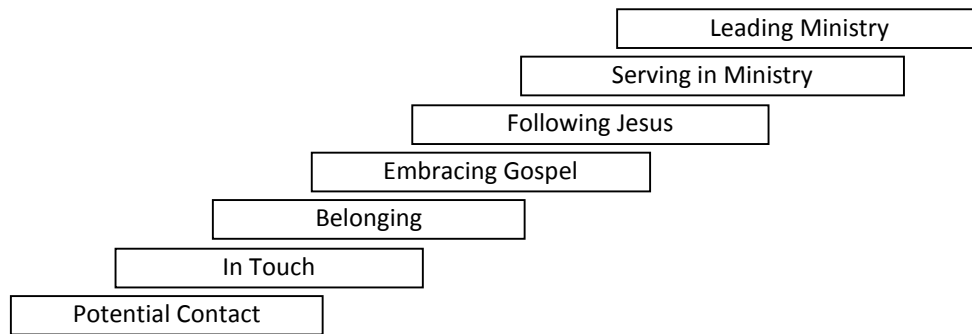 Leading Ministry
Serving in Ministry
Following Jesus
Embracing Gospel
Belonging
In Touch
Potential Contact